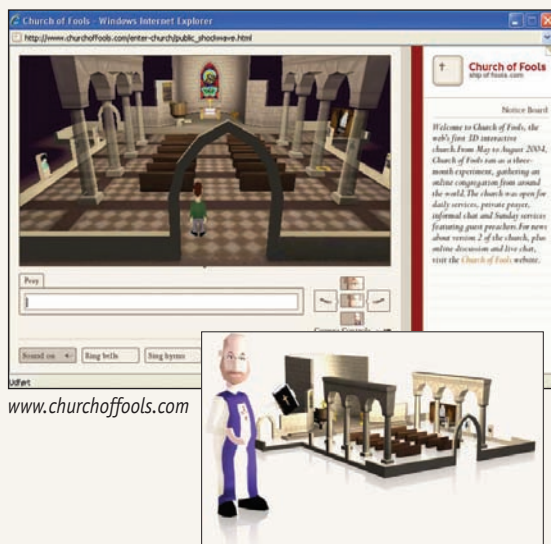 Church of Fools - Windows Internet Explorer
http://www.churchoffools.com/enter-church/public_shockwave.html
Church of Fools
ship of fools.com
Notice Board
Welcome to Church of Fools, the
web's first 3D interactive
church. From May to August 2004,
Church of Fools ran as a three-
month experiment, gathering an
online congregation from around
the world. The church was open for
daily services, private prayer,
informal chat and Sunday services
featuring guest preachers. For news
about version 2 of the church, plus
online discussion and live chat,
visit the Church of Fools website.
Pray
Sound on
Ring bells
Sing hymns
Udført
www.churchoffools.com